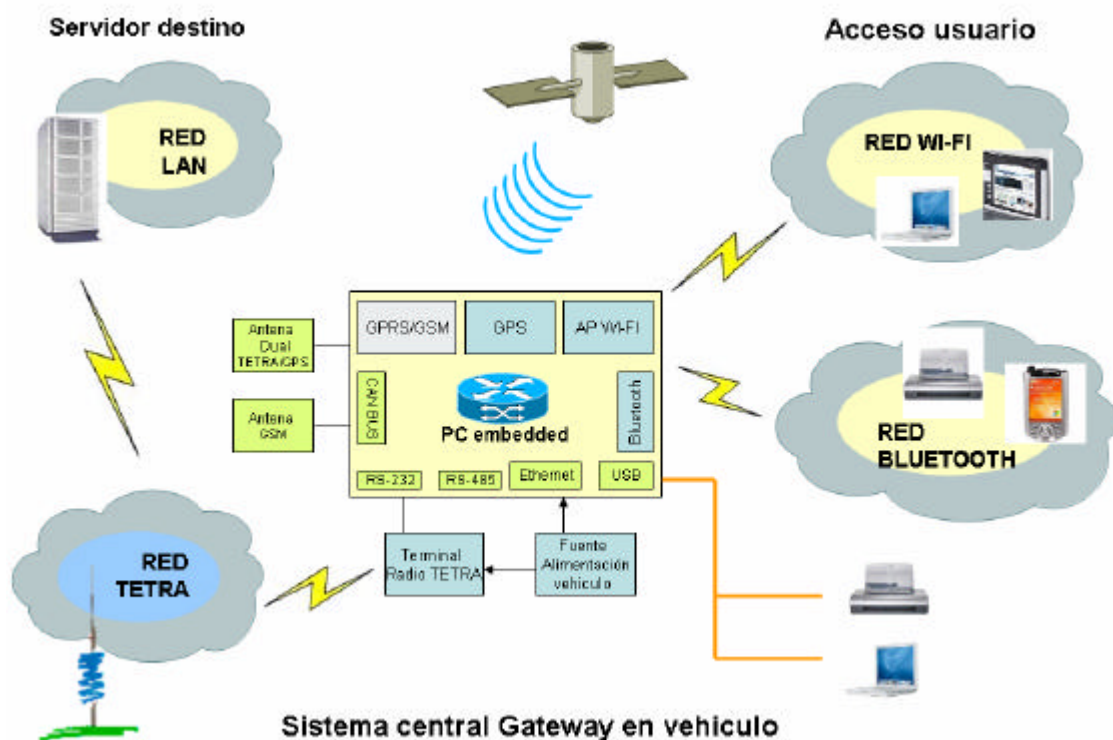 Servidor destino
Acceso usuario
RED
LAN
RED WI-FI
GPRS/GSM
GPS
AP WI-FI
Antena
Dual
TETRA/GPS
CAN BUS
Bluetooth
Antena
GSM
PC embedded
RED
BLUETOOTH
RS-232
RS-485
Ethernet
USB
RED
TETRA
Terminal
Radio TETRA
Fuente
Alimentación
vehiculo
Sistema central Gateway en vehiculo